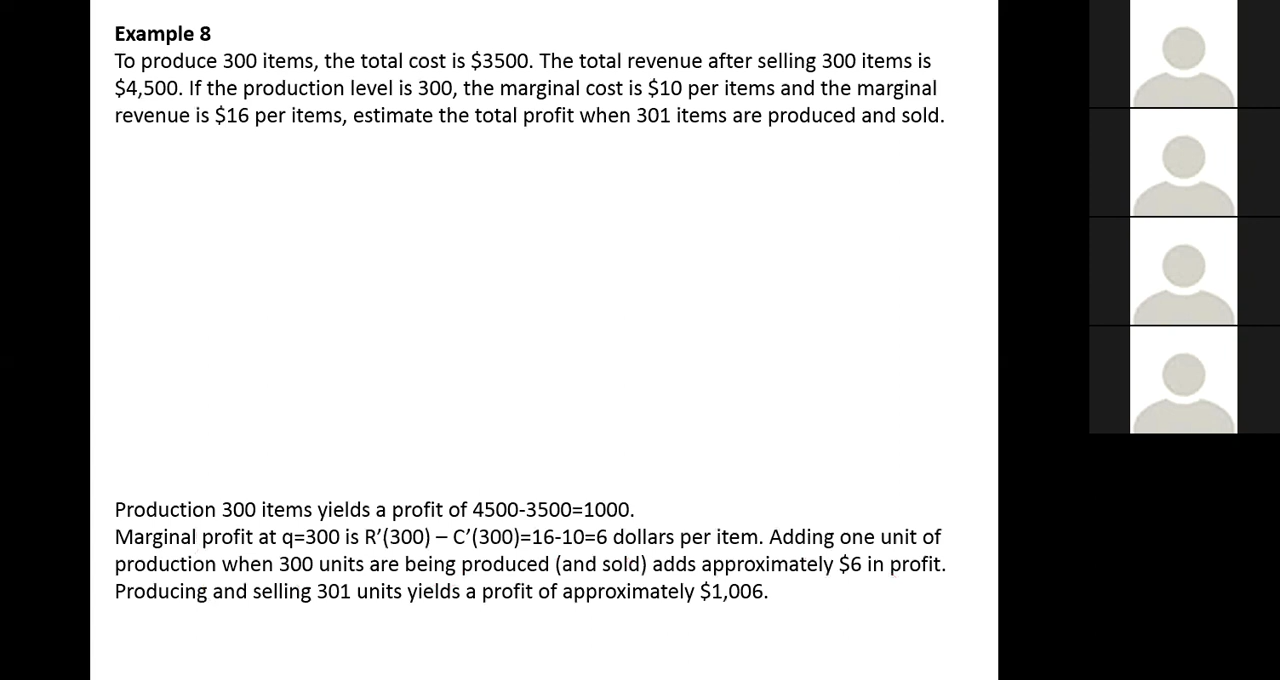 Example 8
To produce 300 items, the total cost is $3500. The total revenue after selling 300 items is
$4,500. If the production level is 300, the marginal cost is $10 per items and the marginal
revenue is $16 per items, estimate the total profit when 301 items are produced and sold.
Production 300 items yields a profit of 4500-3500=1000.
Marginal profit at q=300 is R’(300) – C’(300)=16-10=6 dollars per item. Adding one unit of
production when 300 units are being produced (and sold) adds approximately $6 in profit.
Producing and selling 301 units yields a profit of approximately $1,006.